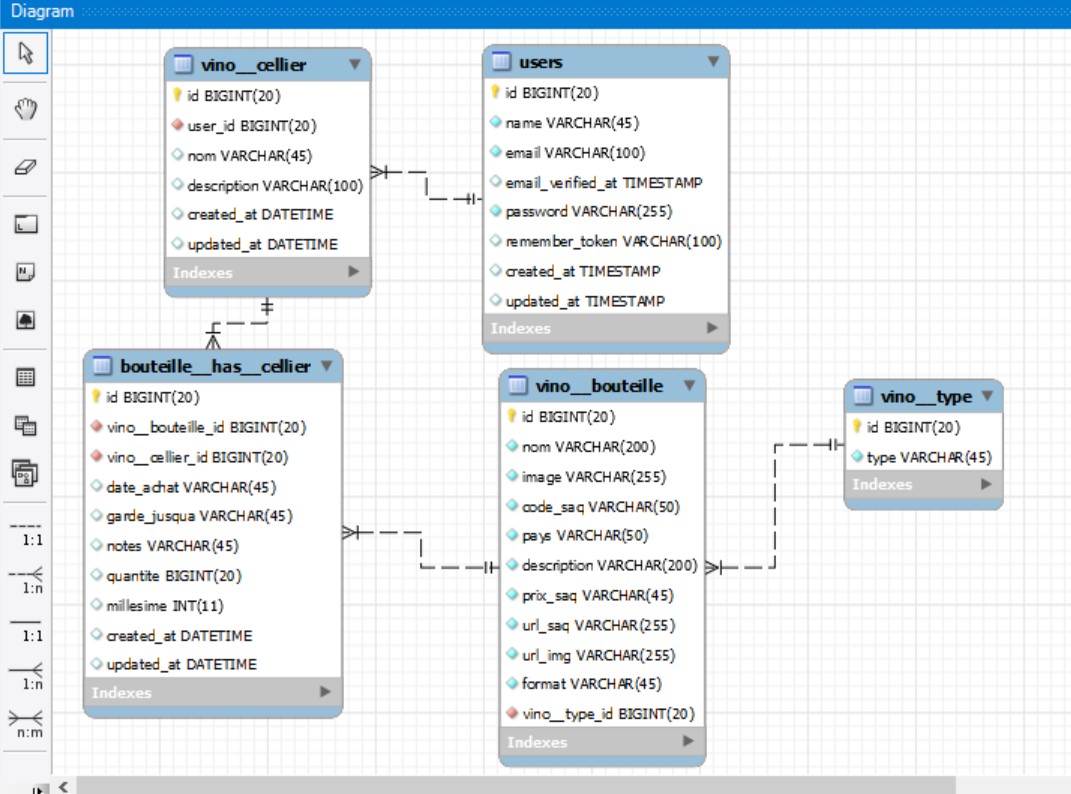 Diagram
vino__cellier
id BIGINT(20)
user_id BIGINT(20)
nom VARCHAR(45)
description VARCHAR(100)
created_at DATETIME
updated_at DATETIME
Indexes
users
id BIGINT(20)
name VARCHAR(45)
email VARCHAR(100)
email_verified_at TIMESTAMP
password VARCHAR(255)
remember_token VARCHAR(100)
created_at TIMESTAMP
updated_at TIMESTAMP
Indexes
bouteille__has__cellier
id BIGINT(20)
vino__bouteille_id BIGINT(20)
vino__cellier_id BIGINT(20)
date_achat VARCHAR(45)
garde_jusqua VARCHAR(45)
notes VARCHAR(45)
quantite BIGINT(20)
millesime INT(11)
created_at DATETIME
updated_at DATETIME
Indexes
vino__bouteille
id BIGINT(20)
nom VARCHAR(200)
image VARCHAR(255)
code_saq VARCHAR(50)
pays VARCHAR(50)
description VARCHAR(200)
prix_saq VARCHAR(45)
url_saq VARCHAR(255)
url_img VARCHAR(255)
format VARCHAR(45)
vino__type_id BIGINT(20)
Indexes
vino__type
id BIGINT(20)
type VARCHAR(45)
Indexes
1:1
1:n
1:1
1:n
n:m